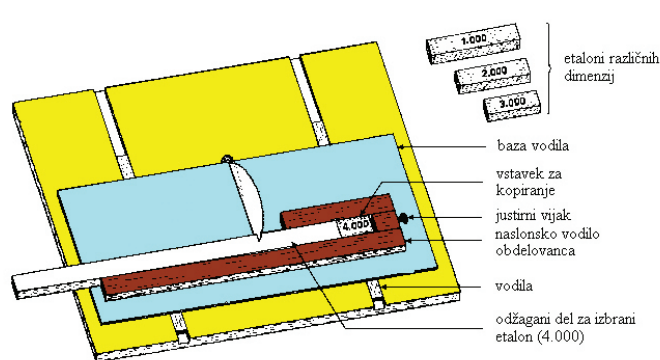 1.000
2.000
3.000
etaloni različnih
dimenzij
baza vodila
vstavek za
kopiranje
justirni vijak
naslonsko vodilo
obdelovanca
vodila
odžagani del za izbrani
etalon (4.000)
4.000